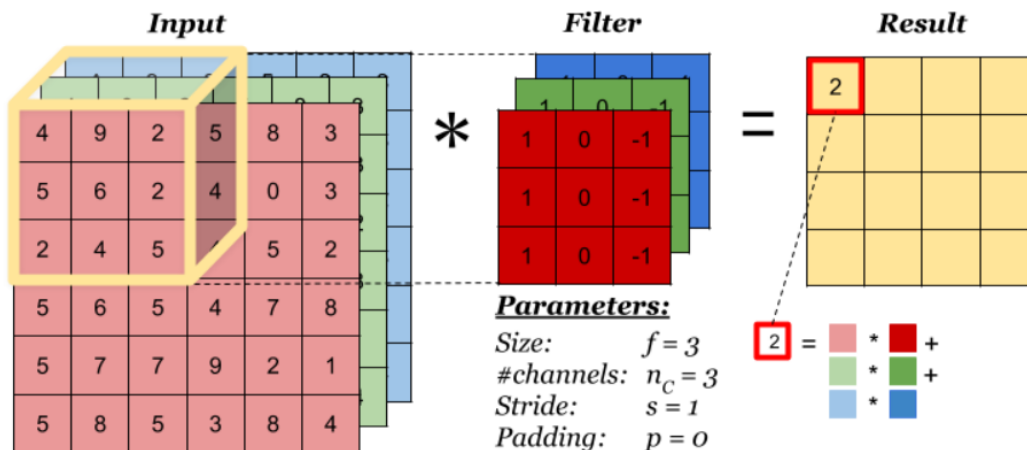 Input Filter Result
4 9 2 5 8 3
5 6 2 4 0 3
2 4 5 5 2
5 6 5 4 7 8
5 7 7 9 2 1
5 8 5 3 8 4
*
1 0 -1
1 0 -1
1 0 -1
1 0 -1
=
2
Parameters:
Size: f = 3
#channels: n_C = 3
Stride: s = 1
Padding: p = 0
2 = * +
* +
*